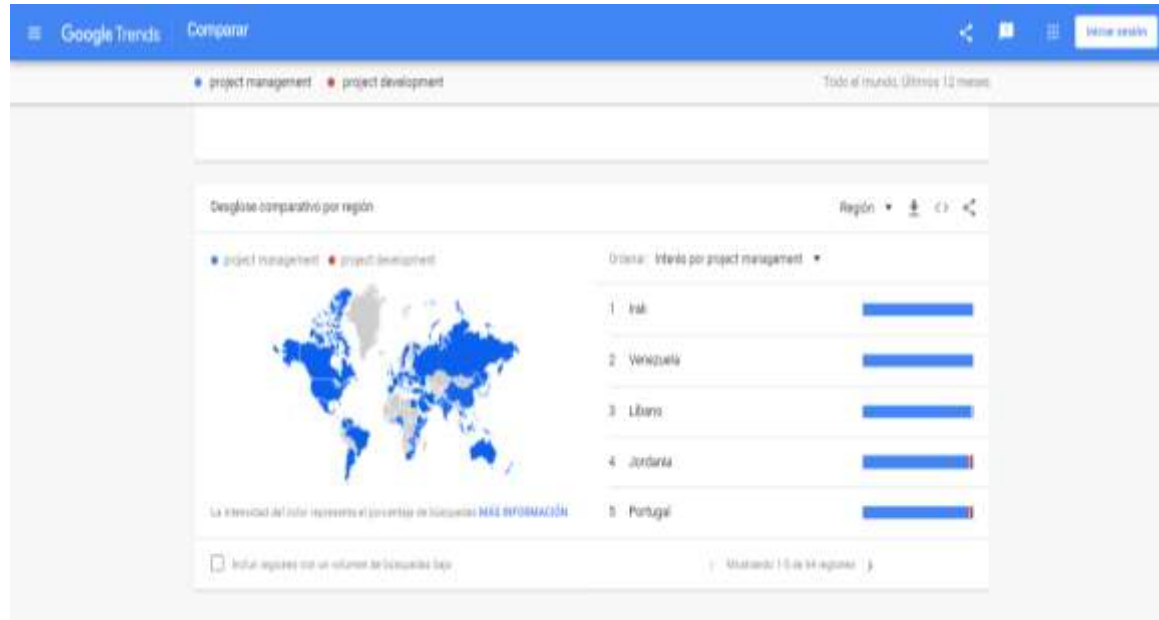 Google Trends Comparar
Iniciar sesión
project management project development
Todo el mundo, Últimos 12 meses
Desglose comparativo por región
Región
project management project development
Ordenar: Interés por project management
1 Irak
2 Venezuela
3 Líbano
4 Jordania
5 Portugal
La intensidad del color representa el porcentaje de búsquedas MÁS INFORMACIÓN
Incluir regiones con un volumen de búsquedas bajo
Mostrando 1-5 de 64 regiones